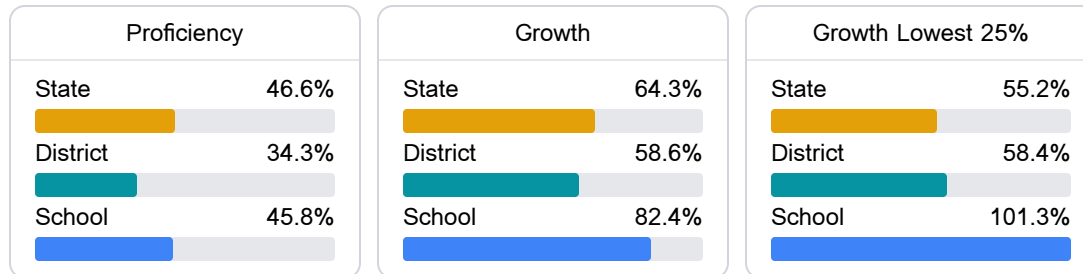 Proficiency
State 46.6%
District 34.3%
School 45.8%
Growth
State 64.3%
District 58.6%
School 82.4%
Growth Lowest 25%
State 55.2%
District 58.4%
School 101.3%